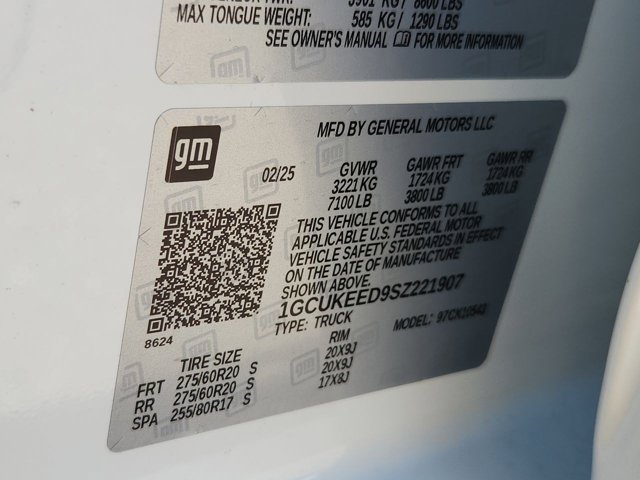 3901 KG/ 8600 LBS
MAX TONGUE WEIGHT: 585 KG/ 1290 LBS
SEE OWNER'S MANUAL FOR MORE INFORMATION
gm
MFD BY GENERAL MOTORS LLC
02/25 GVWR GAWR FRT GAWR RR
3221 KG 1724 KG 1724 KG
7100 LB 3800 LB 3800 LB
THIS VEHICLE CONFORMS TO ALL
APPLICABLE U.S. FEDERAL MOTOR
VEHICLE SAFETY STANDARDS IN EFFECT
ON THE DATE OF MANUFACTURE
SHOWN ABOVE.
1GCUKEED9SZ221907
TYPE: TRUCK MODEL:
8624
TIRE SIZE RIM
FRT 275/60R20 S 20X9J
RR 275/60R20 S 20X9J
SPA 255/80R17 S 17X8J